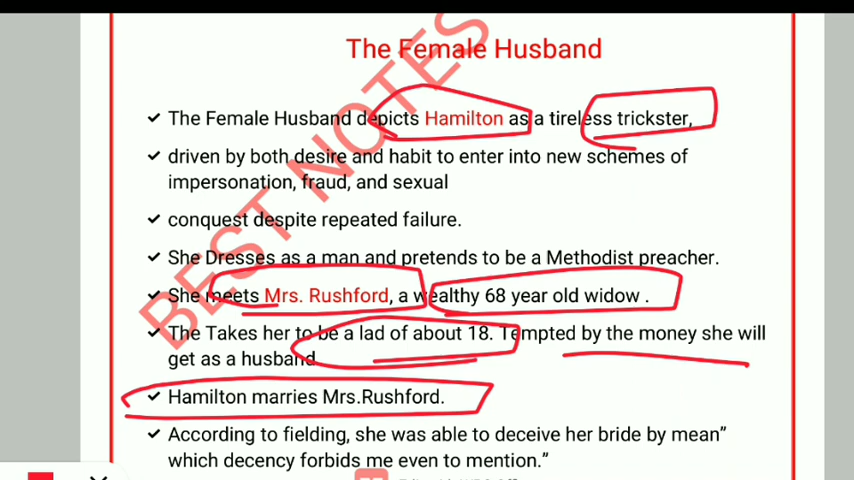 The Female Husband
✓ The Female Husband depicts Hamilton as a tireless trickster,
✓ driven by both desire and habit to enter into new schemes of
impersonation, fraud, and sexual
✓ conquest despite repeated failure.
✓ She Dresses as a man and pretends to be a Methodist preacher.
✓ She meets Mrs. Rushford, a wealthy 68 year old widow .
✓ The Takes her to be a lad of about 18. Tempted by the money she will
get as a husband.
✓ Hamilton marries Mrs.Rushford.
✓ According to fielding, she was able to deceive her bride by mean”
which decency forbids me even to mention.”
BEST NOTES